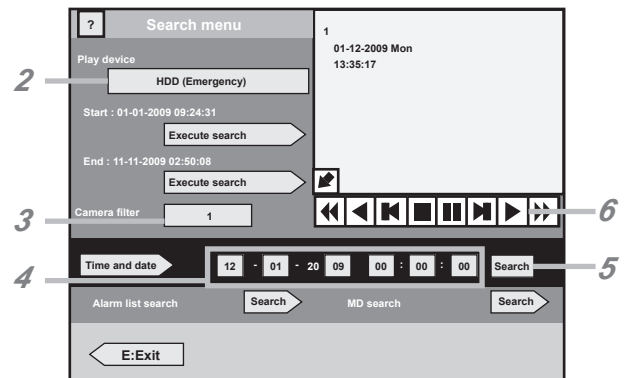 ? Search menu
Play device
2 HDD (Emergency)
Start : 01-01-2009 09:24:31
Execute search
End : 11-11-2009 02:50:08
Execute search
3 Camera filter 1
1
01-12-2009 Mon
13:35:17
6
4 Time and date 12 - 01 - 20 09 00 : 00 : 00 Search 5
Alarm list search Search MD search Search
E:Exit